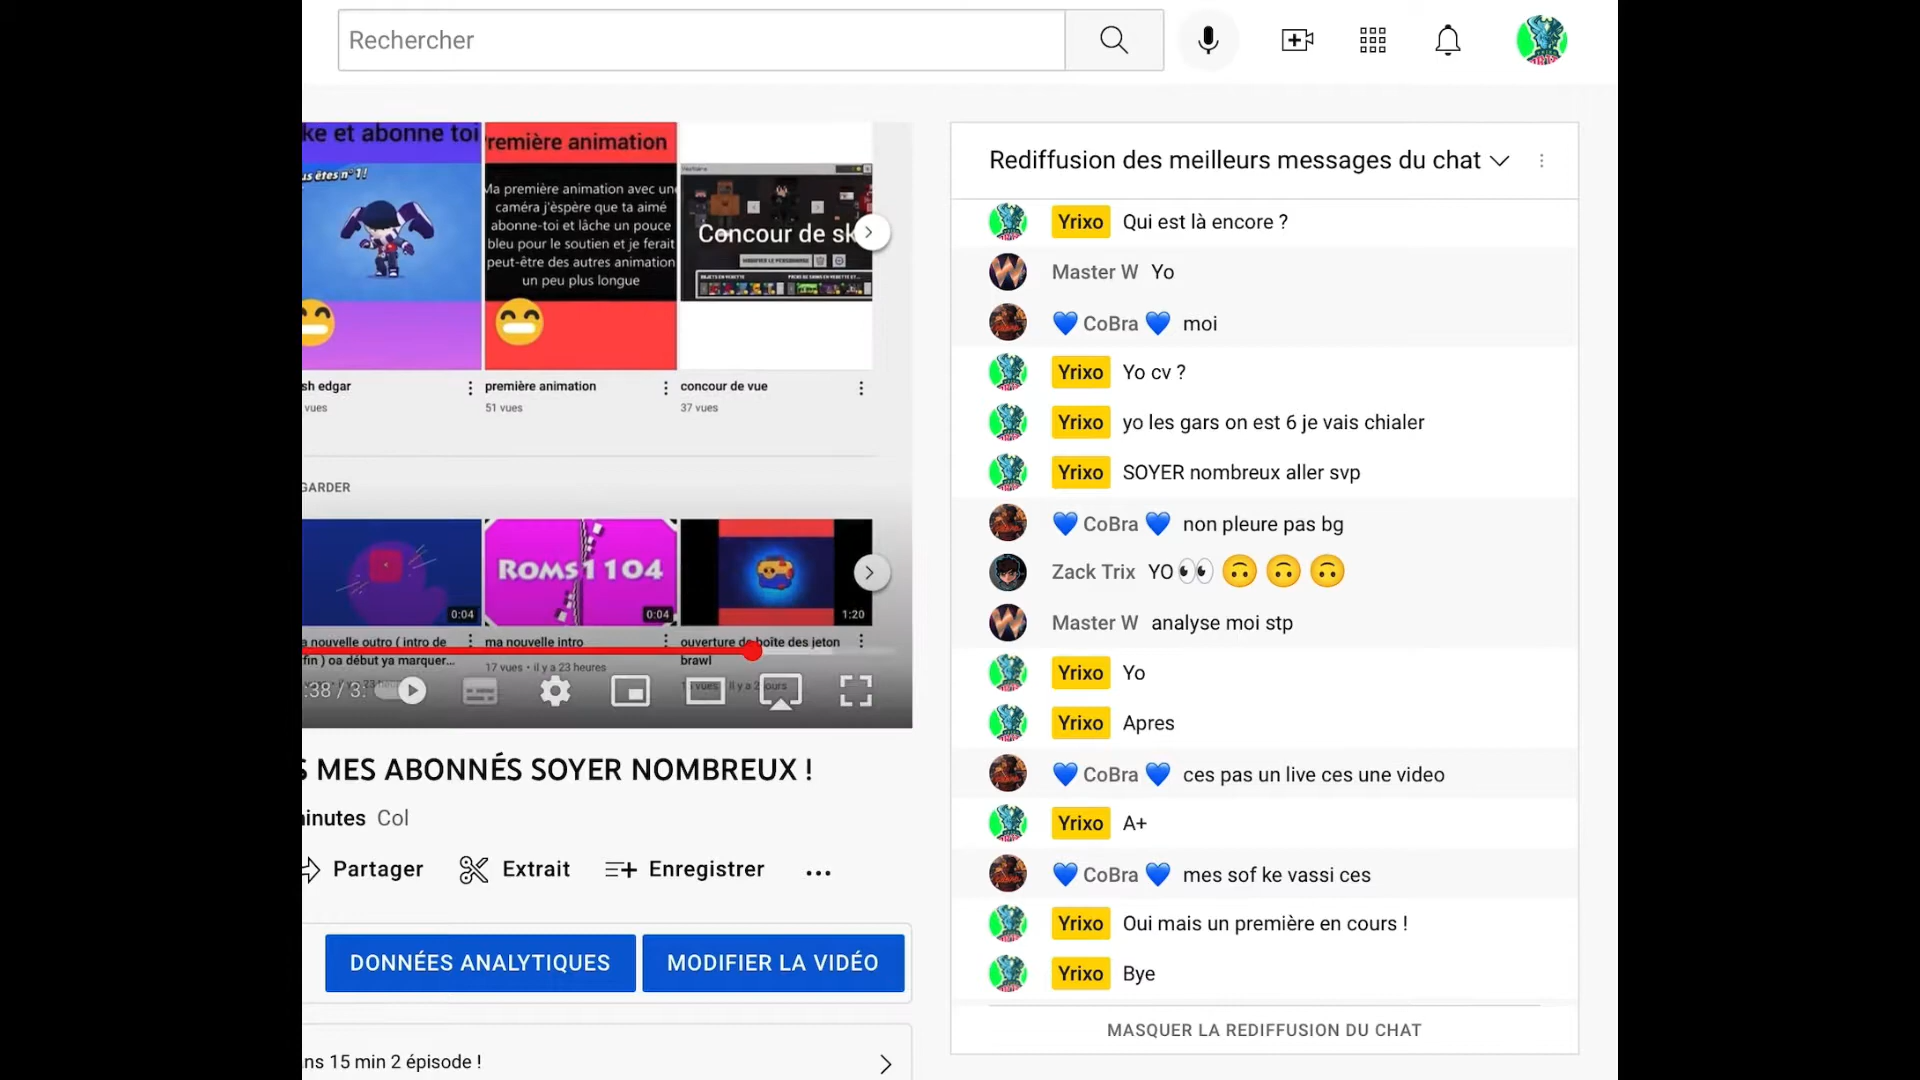 Rechercher
ke et abonne toi
us êtes n°1!
remière animation
Ma première animation avec une
caméra j'èspère que ta aimé
abonne-toi et lâche un pouce
bleu pour le soutien et je ferait
peut-être des autres animation
un peu plus longue
Concour de sk
MODIFIER LE PERSONNAGE
sh edgar
vues
première animation
51 vues
concour de vue
37 vues
GARDER
0:04
ROMS1104
0:04
1:20
a nouvelle outro ( intro de
fin ) oa début ya marquer...
ma nouvelle intro
17 vues • il y a 23 heures
ouverture de boîte des jeton
brawl
:38 / 3:
S MES ABONNÉS SOYER NOMBREUX !
inutes Col
Partager
Extrait
Enregistrer
DONNÉES ANALYTIQUES
MODIFIER LA VIDÉO
ns 15 min 2 épisode !
Rediffusion des meilleurs messages du chat
Yrixo Qui est là encore ?
Master W Yo
💙 CoBra 💙 moi
Yrixo Yo cv ?
Yrixo yo les gars on est 6 je vais chialer
Yrixo SOYER nombreux aller svp
💙 CoBra 💙 non pleure pas bg
Zack Trix YO👀 🙃 🙃 🙃
Master W analyse moi stp
Yrixo Yo
Yrixo Apres
💙 CoBra 💙 ces pas un live ces une video
Yrixo A+
💙 CoBra 💙 mes sof ke vassi ces
Yrixo Oui mais un première en cours !
Yrixo Bye
MASQUER LA REDIFFUSION DU CHAT